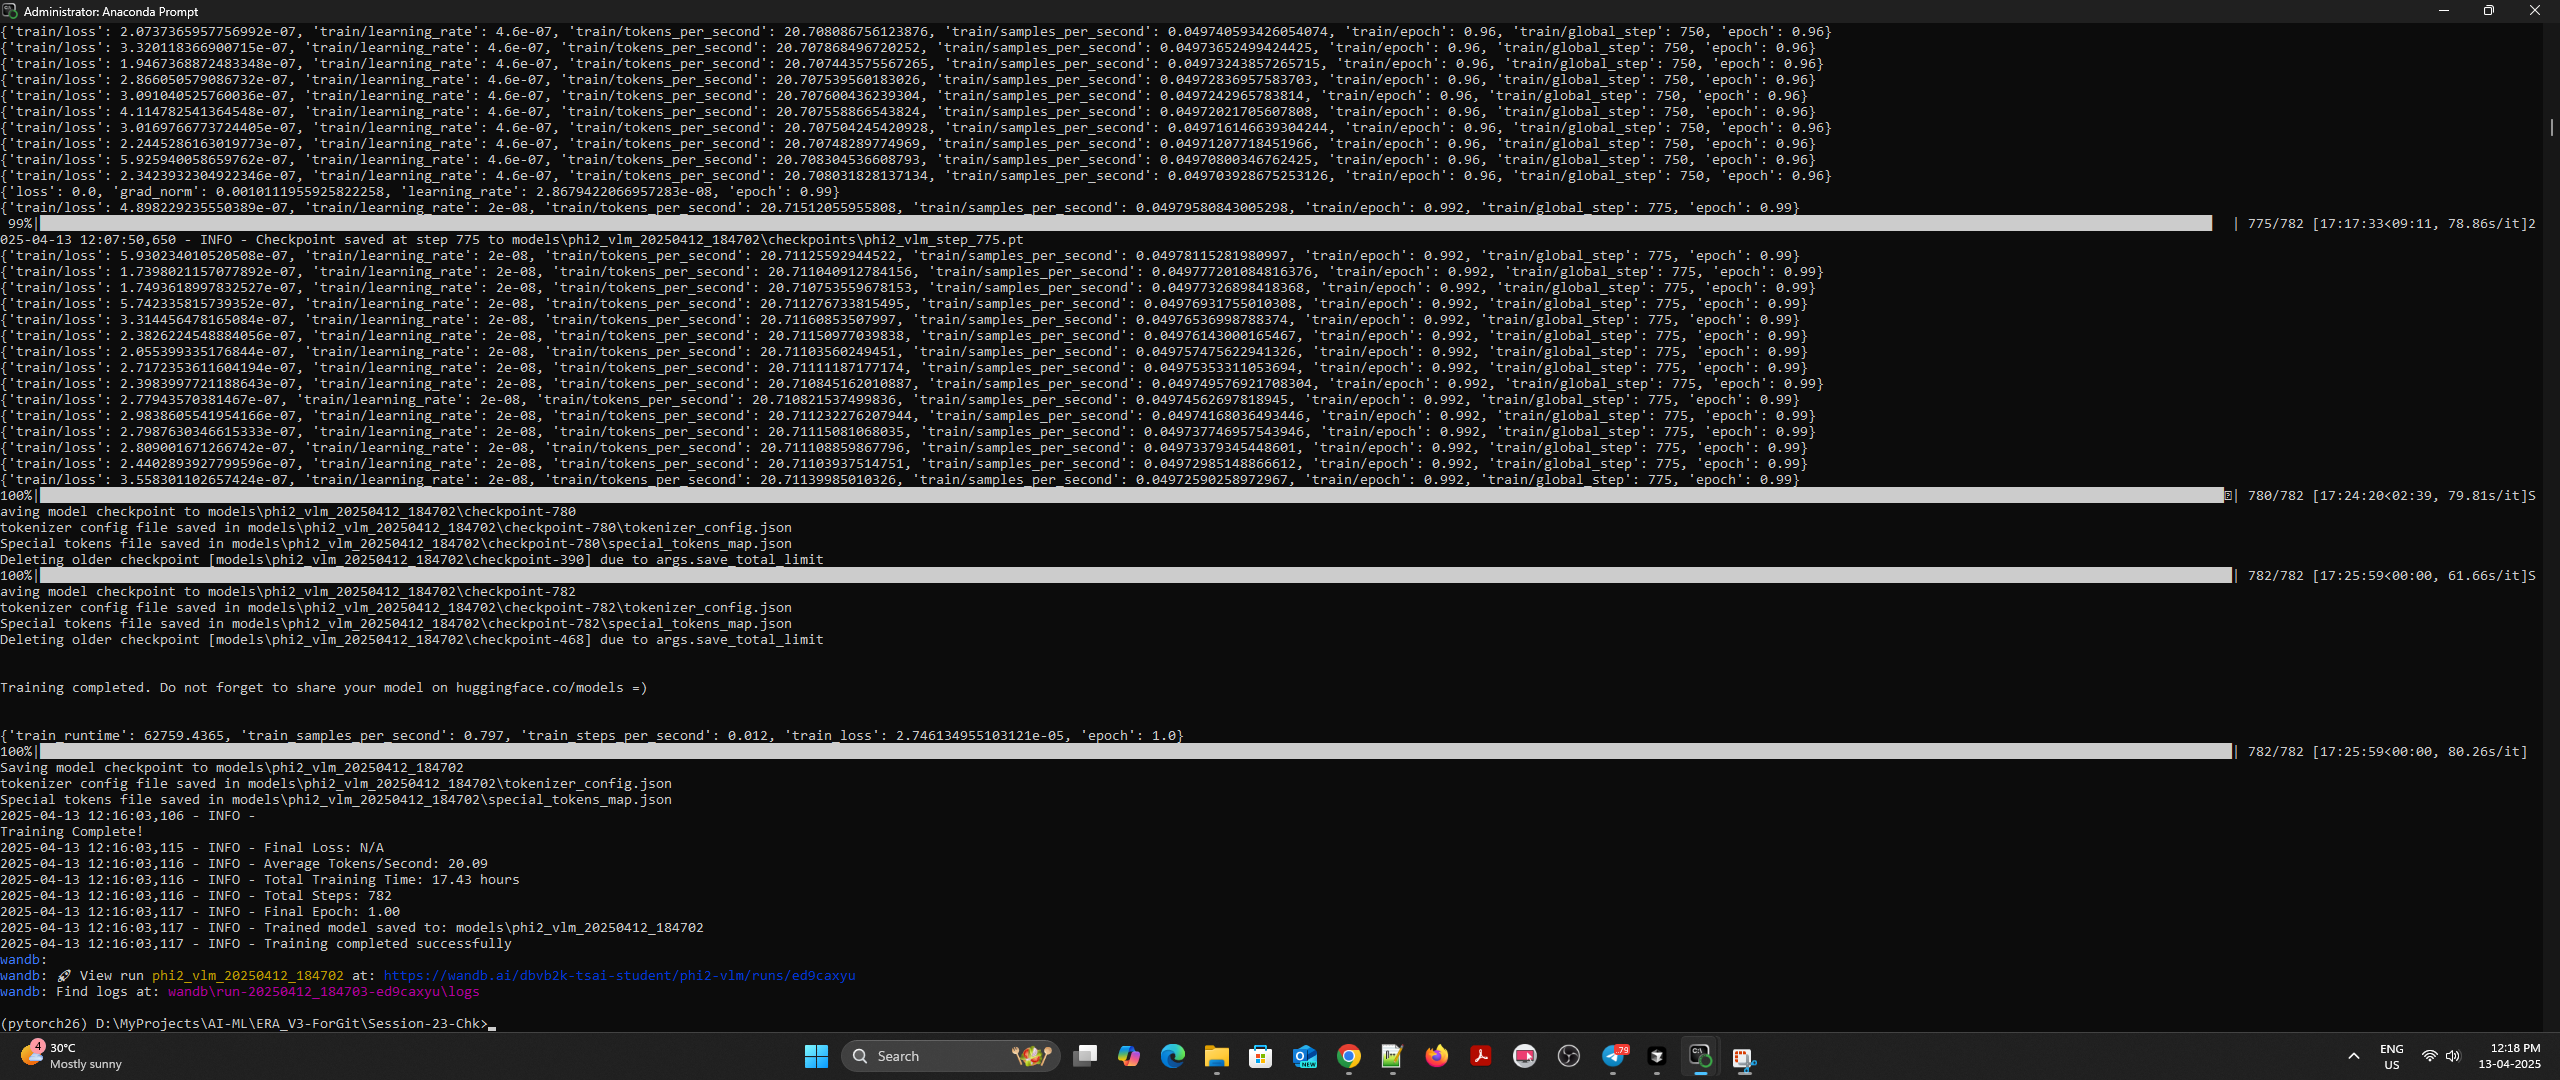 Administrator: Anaconda Prompt
{'train/loss': 2.0737365957756992e-07, 'train/learning_rate': 4.6e-07, 'train/tokens_per_second': 20.708086756123876, 'train/samples_per_second': 0.049740593426054074, 'train/epoch': 0.96, 'train/global_step': 750, 'epoch': 0.96}
{'train/loss': 3.320118366900715e-07, 'train/learning_rate': 4.6e-07, 'train/tokens_per_second': 20.707868496720252, 'train/samples_per_second': 0.04973652499424425, 'train/epoch': 0.96, 'train/global_step': 750, 'epoch': 0.96}
{'train/loss': 1.9467368872483348e-07, 'train/learning_rate': 4.6e-07, 'train/tokens_per_second': 20.707443575567265, 'train/samples_per_second': 0.04973243857265715, 'train/epoch': 0.96, 'train/global_step': 750, 'epoch': 0.96}
{'train/loss': 2.866050579086732e-07, 'train/learning_rate': 4.6e-07, 'train/tokens_per_second': 20.707539560183026, 'train/samples_per_second': 0.04972836957583703, 'train/epoch': 0.96, 'train/global_step': 750, 'epoch': 0.96}
{'train/loss': 3.091040525760036e-07, 'train/learning_rate': 4.6e-07, 'train/tokens_per_second': 20.707600436239304, 'train/samples_per_second': 0.0497242965783814, 'train/epoch': 0.96, 'train/global_step': 750, 'epoch': 0.96}
{'train/loss': 4.114782541364548e-07, 'train/learning_rate': 4.6e-07, 'train/tokens_per_second': 20.707558866543824, 'train/samples_per_second': 0.049720217056078​08, 'train/epoch': 0.96, 'train/global_step': 750, 'epoch': 0.96}
{'train/loss': 3.0169766773724405e-07, 'train/learning_rate': 4.6e-07, 'train/tokens_per_second': 20.707504245420928, 'train/samples_per_second': 0.049716146639304244, 'train/epoch': 0.96, 'train/global_step': 750, 'epoch': 0.96}
{'train/loss': 2.2445286163019773e-07, 'train/learning_rate': 4.6e-07, 'train/tokens_per_second': 20.70748289774969, 'train/samples_per_second': 0.04971207718451966, 'train/epoch': 0.96, 'train/global_step': 750, 'epoch': 0.96}
{'train/loss': 5.925940058659762e-07, 'train/learning_rate': 4.6e-07, 'train/tokens_per_second': 20.708304536608793, 'train/samples_per_second': 0.04970800346762425, 'train/epoch': 0.96, 'train/global_step': 750, 'epoch': 0.96}
{'train/loss': 2.3423932304922346e-07, 'train/learning_rate': 4.6e-07, 'train/tokens_per_second': 20.708031828137134, 'train/samples_per_second': 0.049703928675253126, 'train/epoch': 0.96, 'train/global_step': 750, 'epoch': 0.96}
{'loss': 0.0, 'grad_norm': 0.0010111955925822258, 'learning_rate': 2.8679422066957283e-08, 'epoch': 0.99}
{'train/loss': 4.898229235550389e-07, 'train/learning_rate': 2e-08, 'train/tokens_per_second': 20.71512055955808, 'train/samples_per_second': 0.04979580843005298, 'train/epoch': 0.992, 'train/global_step': 775, 'epoch': 0.99}
99%| | 775/782 [17:17:33<09:11, 78.86s/it]2
025-04-13 12:07:50,650 - INFO - Checkpoint saved at step 775 to models\phi2_vlm_20250412_184702\checkpoints\phi2_vlm_step_775.pt
{'train/loss': 5.930234010520508e-07, 'train/learning_rate': 2e-08, 'train/tokens_per_second': 20.71125592944522, 'train/samples_per_second': 0.04978115281980997, 'train/epoch': 0.992, 'train/global_step': 775, 'epoch': 0.99}
{'train/loss': 1.7398021157077892e-07, 'train/learning_rate': 2e-08, 'train/tokens_per_second': 20.711040912784156, 'train/samples_per_second': 0.049777201084816376, 'train/epoch': 0.992, 'train/global_step': 775, 'epoch': 0.99}
{'train/loss': 1.7493618997832527e-07, 'train/learning_rate': 2e-08, 'train/tokens_per_second': 20.710753559678153, 'train/samples_per_second': 0.04977326898418368, 'train/epoch': 0.992, 'train/global_step': 775, 'epoch': 0.99}
{'train/loss': 5.742335815739352e-07, 'train/learning_rate': 2e-08, 'train/tokens_per_second': 20.711276733815495, 'train/samples_per_second': 0.04976931755010308, 'train/epoch': 0.992, 'train/global_step': 775, 'epoch': 0.99}
{'train/loss': 3.314456478165084e-07, 'train/learning_rate': 2e-08, 'train/tokens_per_second': 20.71160853507997, 'train/samples_per_second': 0.04976536998788374, 'train/epoch': 0.992, 'train/global_step': 775, 'epoch': 0.99}
{'train/loss': 2.3826224548884056e-07, 'train/learning_rate': 2e-08, 'train/tokens_per_second': 20.71150977039838, 'train/samples_per_second': 0.04976143000165467, 'train/epoch': 0.992, 'train/global_step': 775, 'epoch': 0.99}
{'train/loss': 2.055399335176844e-07, 'train/learning_rate': 2e-08, 'train/tokens_per_second': 20.71103560249451, 'train/samples_per_second': 0.049757475622941326, 'train/epoch': 0.992, 'train/global_step': 775, 'epoch': 0.99}
{'train/loss': 2.7172353611604194e-07, 'train/learning_rate': 2e-08, 'train/tokens_per_second': 20.71111187177174, 'train/samples_per_second': 0.04975353311053694, 'train/epoch': 0.992, 'train/global_step': 775, 'epoch': 0.99}
{'train/loss': 2.3983997721188643e-07, 'train/learning_rate': 2e-08, 'train/tokens_per_second': 20.710845162010887, 'train/samples_per_second': 0.049749576921708304, 'train/epoch': 0.992, 'train/global_step': 775, 'epoch': 0.99}
{'train/loss': 2.77943570381467e-07, 'train/learning_rate': 2e-08, 'train/tokens_per_second': 20.710821537499836, 'train/samples_per_second': 0.04974562697818945, 'train/epoch': 0.992, 'train/global_step': 775, 'epoch': 0.99}
{'train/loss': 2.9838605541954166e-07, 'train/learning_rate': 2e-08, 'train/tokens_per_second': 20.711232276207944, 'train/samples_per_second': 0.04974168036493446, 'train/epoch': 0.992, 'train/global_step': 775, 'epoch': 0.99}
{'train/loss': 2.7987630346615333e-07, 'train/learning_rate': 2e-08, 'train/tokens_per_second': 20.71115081068035, 'train/samples_per_second': 0.049737746957543946, 'train/epoch': 0.992, 'train/global_step': 775, 'epoch': 0.99}
{'train/loss': 2.809001671266742e-07, 'train/learning_rate': 2e-08, 'train/tokens_per_second': 20.711108859867796, 'train/samples_per_second': 0.04973379345448601, 'train/epoch': 0.992, 'train/global_step': 775, 'epoch': 0.99}
{'train/loss': 2.4402893927799596e-07, 'train/learning_rate': 2e-08, 'train/tokens_per_second': 20.71103937514751, 'train/samples_per_second': 0.04972985148866612, 'train/epoch': 0.992, 'train/global_step': 775, 'epoch': 0.99}
{'train/loss': 3.558301102657424e-07, 'train/learning_rate': 2e-08, 'train/tokens_per_second': 20.71139985010326, 'train/samples_per_second': 0.04972590258972967, 'train/epoch': 0.992, 'train/global_step': 775, 'epoch': 0.99}
100%| | 780/782 [17:24:20<02:39, 79.81s/it]S
aving model checkpoint to models\phi2_vlm_20250412_184702\checkpoint-780
tokenizer config file saved in models\phi2_vlm_20250412_184702\checkpoint-780\tokenizer_config.json
Special tokens file saved in models\phi2_vlm_20250412_184702\checkpoint-780\special_tokens_map.json
Deleting older checkpoint [models\phi2_vlm_20250412_184702\checkpoint-390] due to args.save_total_limit
100%| | 782/782 [17:25:59<00:00, 61.66s/it]S
aving model checkpoint to models\phi2_vlm_20250412_184702\checkpoint-782
tokenizer config file saved in models\phi2_vlm_20250412_184702\checkpoint-782\tokenizer_config.json
Special tokens file saved in models\phi2_vlm_20250412_184702\checkpoint-782\special_tokens_map.json
Deleting older checkpoint [models\phi2_vlm_20250412_184702\checkpoint-468] due to args.save_total_limit
Training completed. Do not forget to share your model on huggingface.co/models =)
{'train_runtime': 62759.4365, 'train_samples_per_second': 0.797, 'train_steps_per_second': 0.012, 'train_loss': 2.746134955103121e-05, 'epoch': 1.0}
100%| | 782/782 [17:25:59<00:00, 80.26s/it]
Saving model checkpoint to models\phi2_vlm_20250412_184702
tokenizer config file saved in models\phi2_vlm_20250412_184702\tokenizer_config.json
Special tokens file saved in models\phi2_vlm_20250412_184702\special_tokens_map.json
2025-04-13 12:16:03,106 - INFO -
Training Complete!
2025-04-13 12:16:03,115 - INFO - Final Loss: N/A
2025-04-13 12:16:03,116 - INFO - Average Tokens/Second: 20.09
2025-04-13 12:16:03,116 - INFO - Total Training Time: 17.43 hours
2025-04-13 12:16:03,116 - INFO - Total Steps: 782
2025-04-13 12:16:03,117 - INFO - Final Epoch: 1.00
2025-04-13 12:16:03,117 - INFO - Trained model saved to: models\phi2_vlm_20250412_184702
2025-04-13 12:16:03,117 - INFO - Training completed successfully
wandb:
wandb: 🚀 View run phi2_vlm_20250412_184702 at: https://wandb.ai/dbvb2k-tsai-student/phi2-vlm/runs/ed9caxyu
wandb: Find logs at: wandb\run-20250412_184703-ed9caxyu\logs
(pytorch26) D:\MyProjects\AI-ML\ERA_V3-ForGit\Session-23-Chk>
4
30°C
Mostly sunny
Search
NEW
79
ENG
US
12:18 PM
13-04-2025